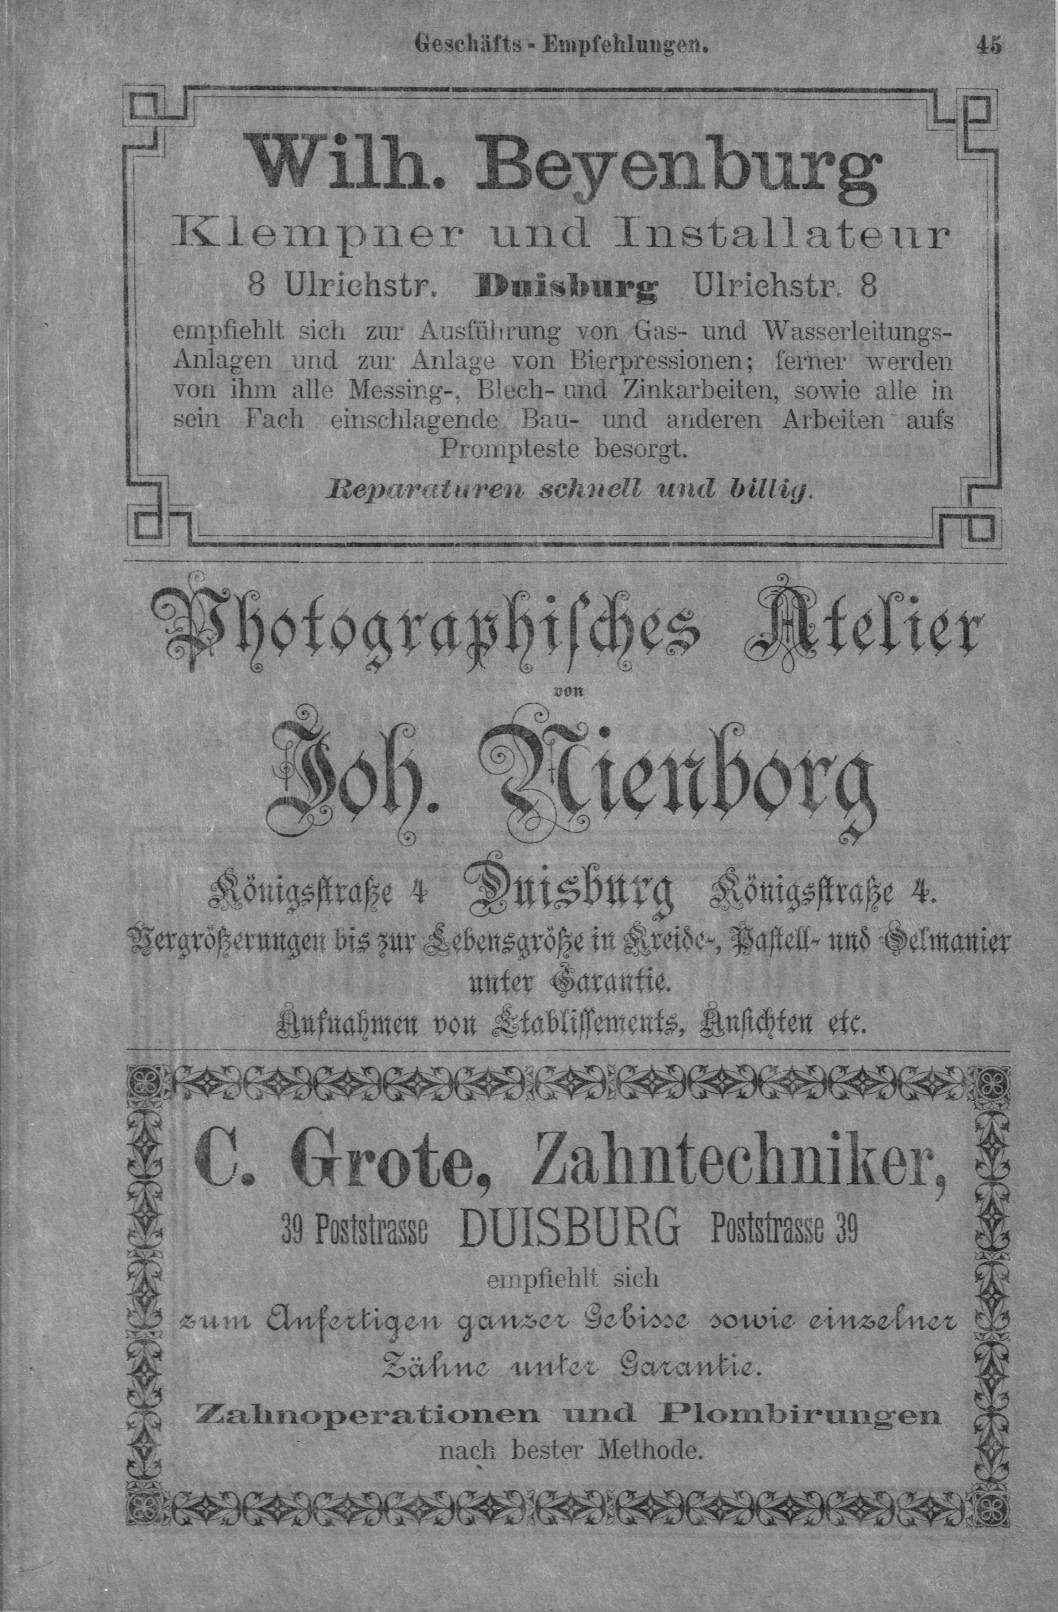 Geschäfts - Empfehlungen. 45
Wilh. Beyenburg
Klempner und Installateur
8 Ulrichstr. Duisburg Ulrichstr. 8
empfiehlt sich zur Ausführung von Gas- und Wasserleitungs-
Anlagen und zur Anlage von Bierpressionen; ferner werden
von ihm alle Messing-, Blech- und Zinkarbeiten, sowie alle in
sein Fach einschlagende Bau- und anderen Arbeiten aufs
Prompteste besorgt.
Reparaturen schnell und billig.
Photographiſches Atelier
von
Joh. Nienborg
Königsſtraße 4 Duisburg Königsſtraße 4.
Vergrößerungen bis zur Lebensgröße in Kreide-, Paſtell- und Oelmanier
unter Garantie.
Aufnahmen von Etabliſſements, Anſichten etc.
C. Grote, Zahntechniker,
39 Poststrasse DUISBURG Poststrasse 39
empfiehlt sich
zum Anfertigen ganzer Gebisse sowie einzelner
Zähne unter Garantie.
Zahnoperationen und Plombirungen
nach bester Methode.